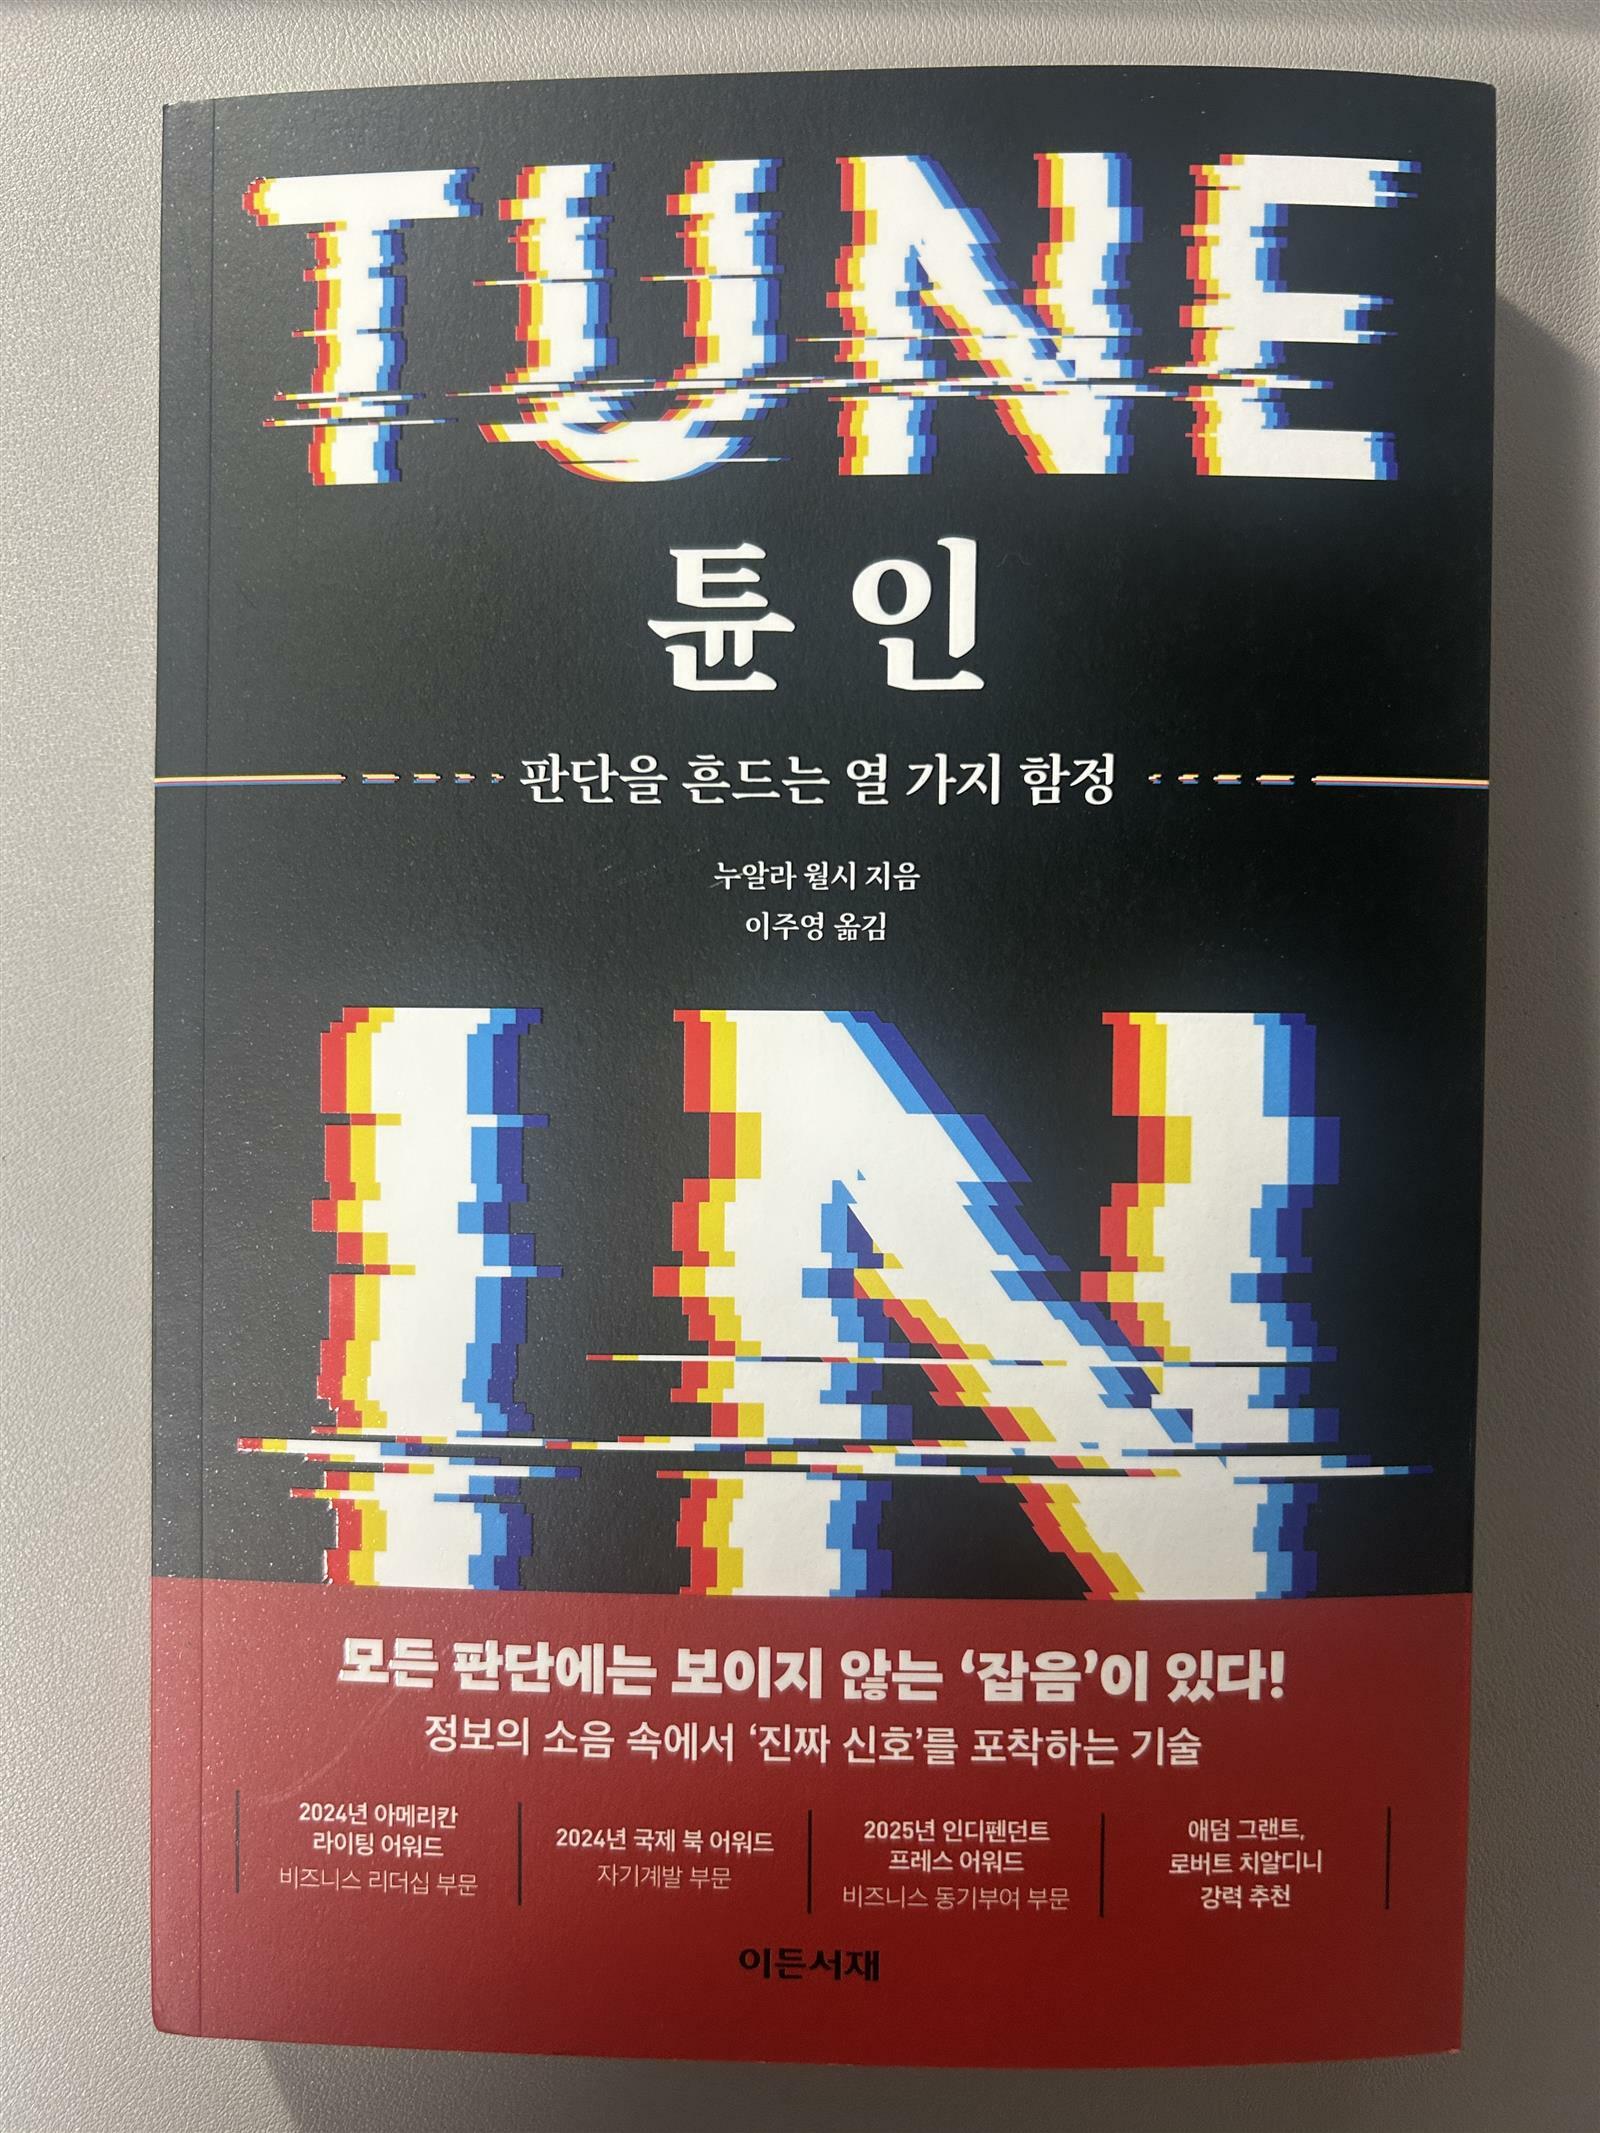 TUNE
튠 인
판단을 흔드는 열 가지 함정
누알라 월시 지음
이주영 옮김
IN
모든 판단에는 보이지 않는 ‘잡음’이 있다!
정보의 소음 속에서 ‘진짜 신호’를 포착하는 기술
2024년 아메리칸
라이팅 어워드
비즈니스 리더십 부문
2024년 국제 북 어워드
자기계발 부문
2025년 인디펜던트
프레스 어워드
비즈니스 동기부여 부문
애덤 그랜트,
로버트 치알디니
강력 추천
이든서재